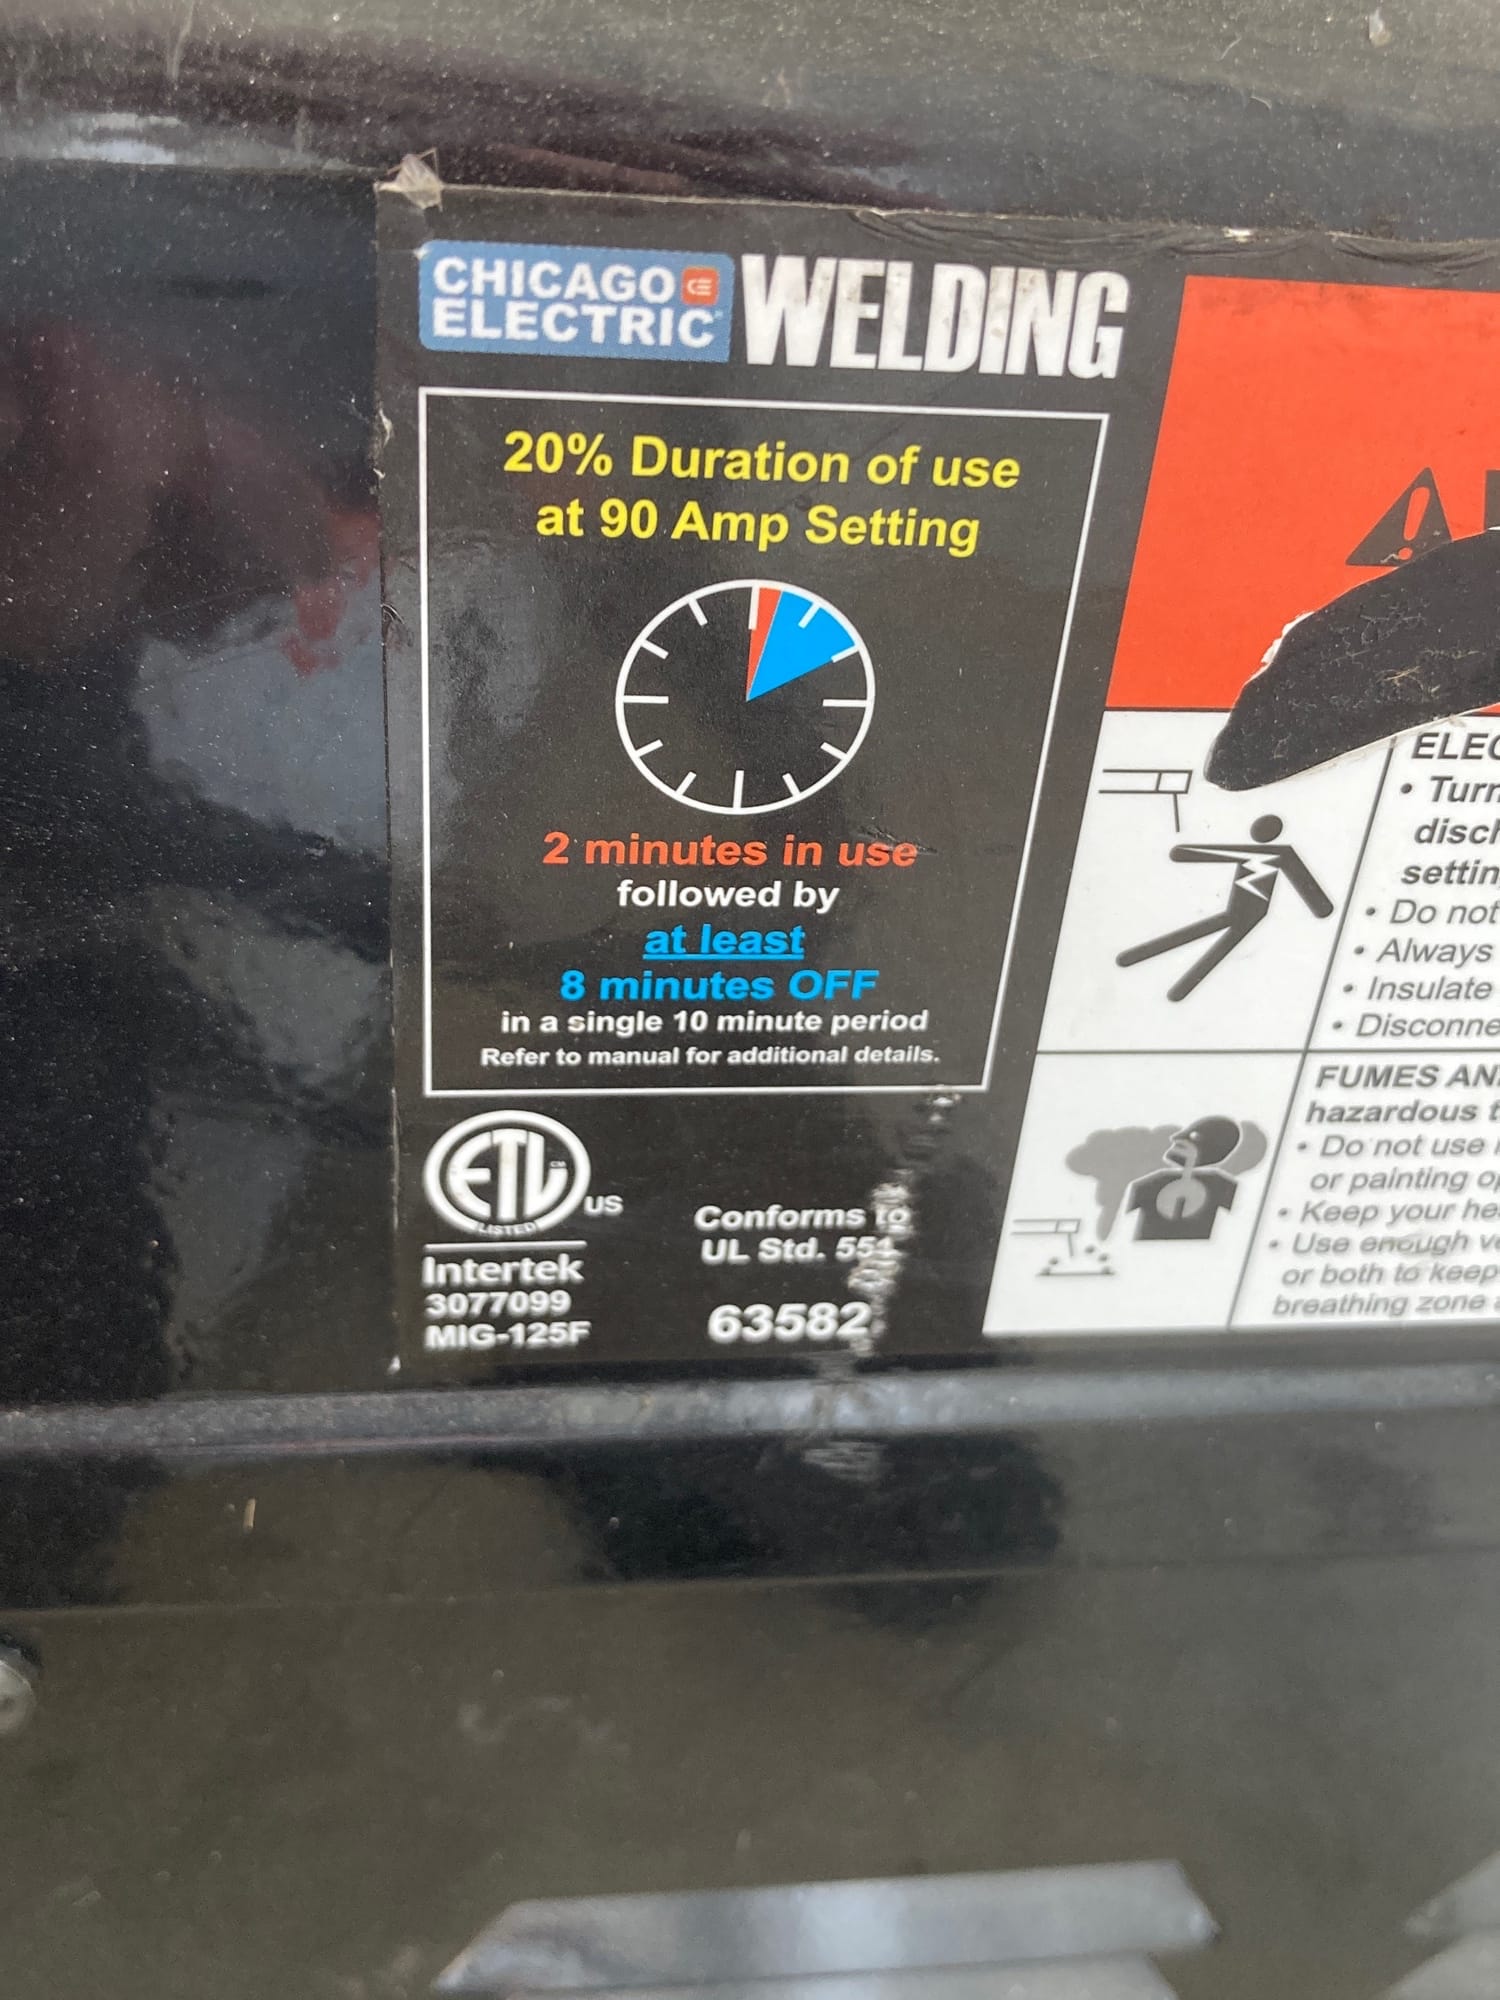 CHICAGO
ELECTRIC
WELDING
20% Duration of use
at 90 Amp Setting
2 minutes in use
followed by
at least
8 minutes OFF
in a single 10 minute period
Refer to manual for additional details.
ETL
LISTED
US
Intertek
3077099
MIG-125F
Conforms to
UL Std. 551
63582
ELEC
• Turn
disch
settin
• Do not
• Always
• Insulate
• Disconne
FUMES AN
hazardous t
• Do not use
or painting op
• Keep your he
• Use enough ve
or both to keep
breathing zone